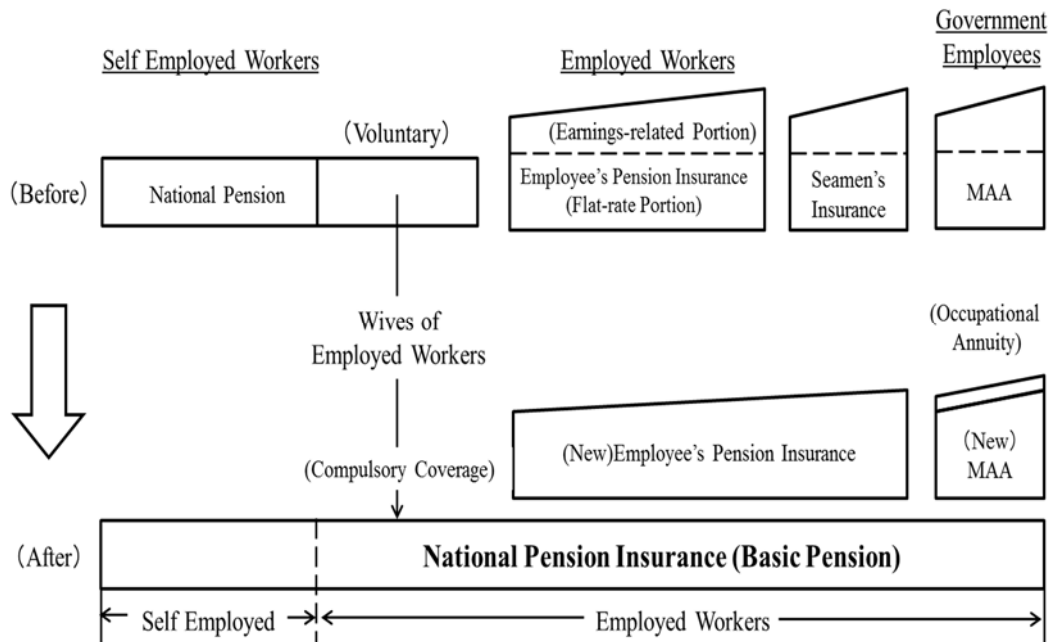 Self Employed Workers
Employed Workers
Government
Employees
(Voluntary)
(Before)
National Pension
(Earnings-related Portion)
Employee's Pension Insurance
(Flat-rate Portion)
Seamen's
Insurance
MAA
Wives of
Employed Workers
(Compulsory Coverage)
(New)Employee's Pension Insurance
(Occupational
Annuity)
(New)
MAA
(After)
National Pension Insurance (Basic Pension)
Self Employed
Employed Workers